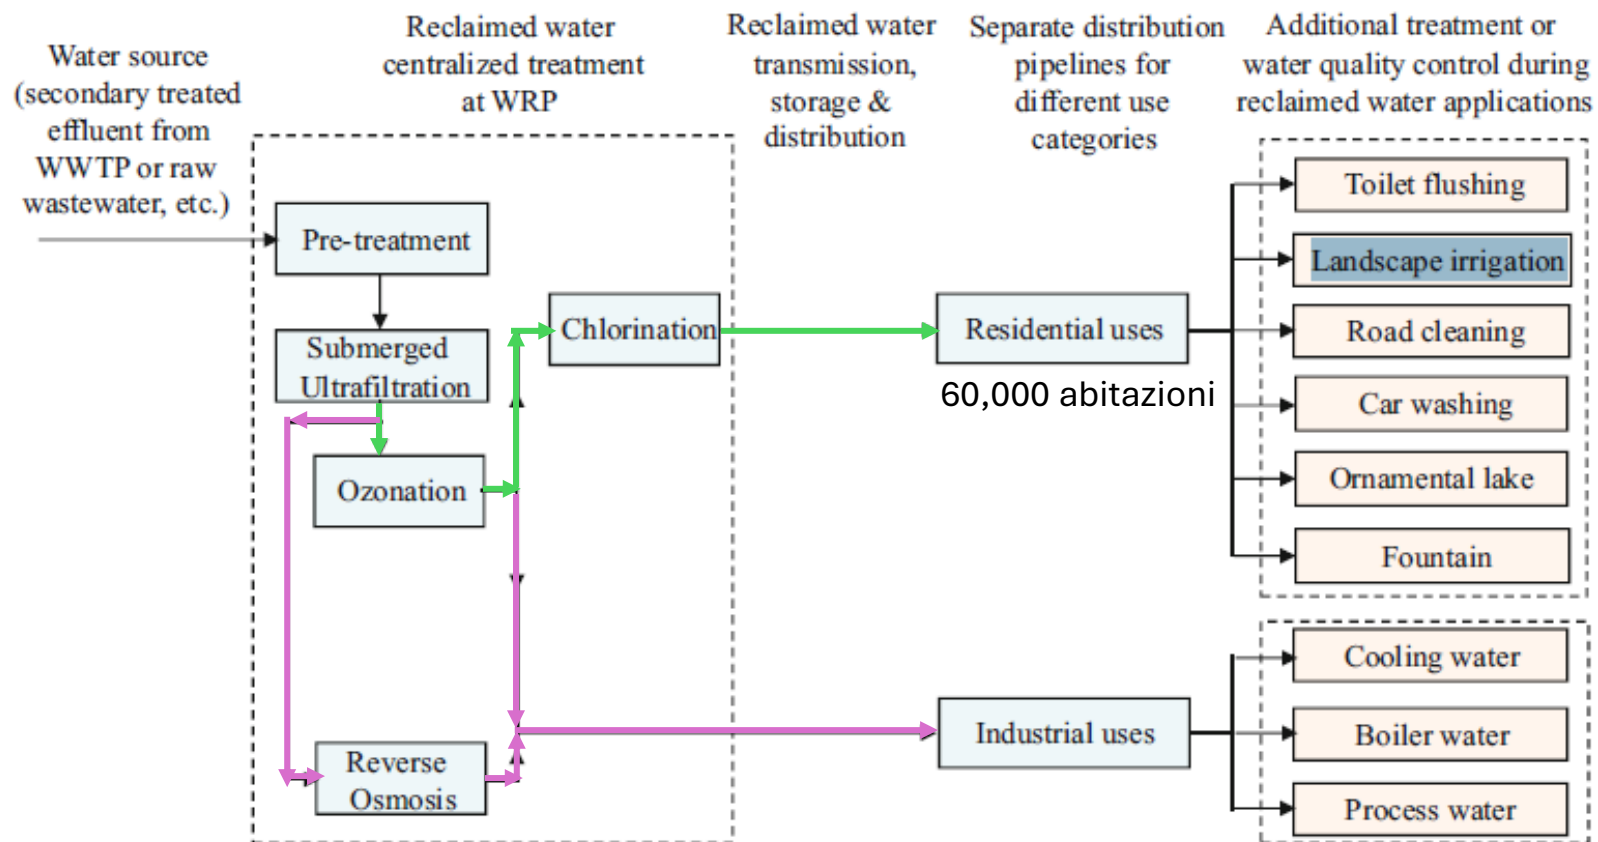 Water source
(secondary treated
effluent from
WWTP or raw
wastewater, etc.)
Reclaimed water
centralized treatment
at WRP
Reclaimed water
transmission,
storage &
distribution
Separate distribution
pipelines for
different use
categories
Additional treatment or
water quality control during
reclaimed water applications
Pre-treatment
Submerged
Ultrafiltration
Ozonation
Chlorination
Reverse
Osmosis
Residential uses
60,000 abitazioni
Industrial uses
Toilet flushing
Landscape irrigation
Road cleaning
Car washing
Ornamental lake
Fountain
Cooling water
Boiler water
Process water